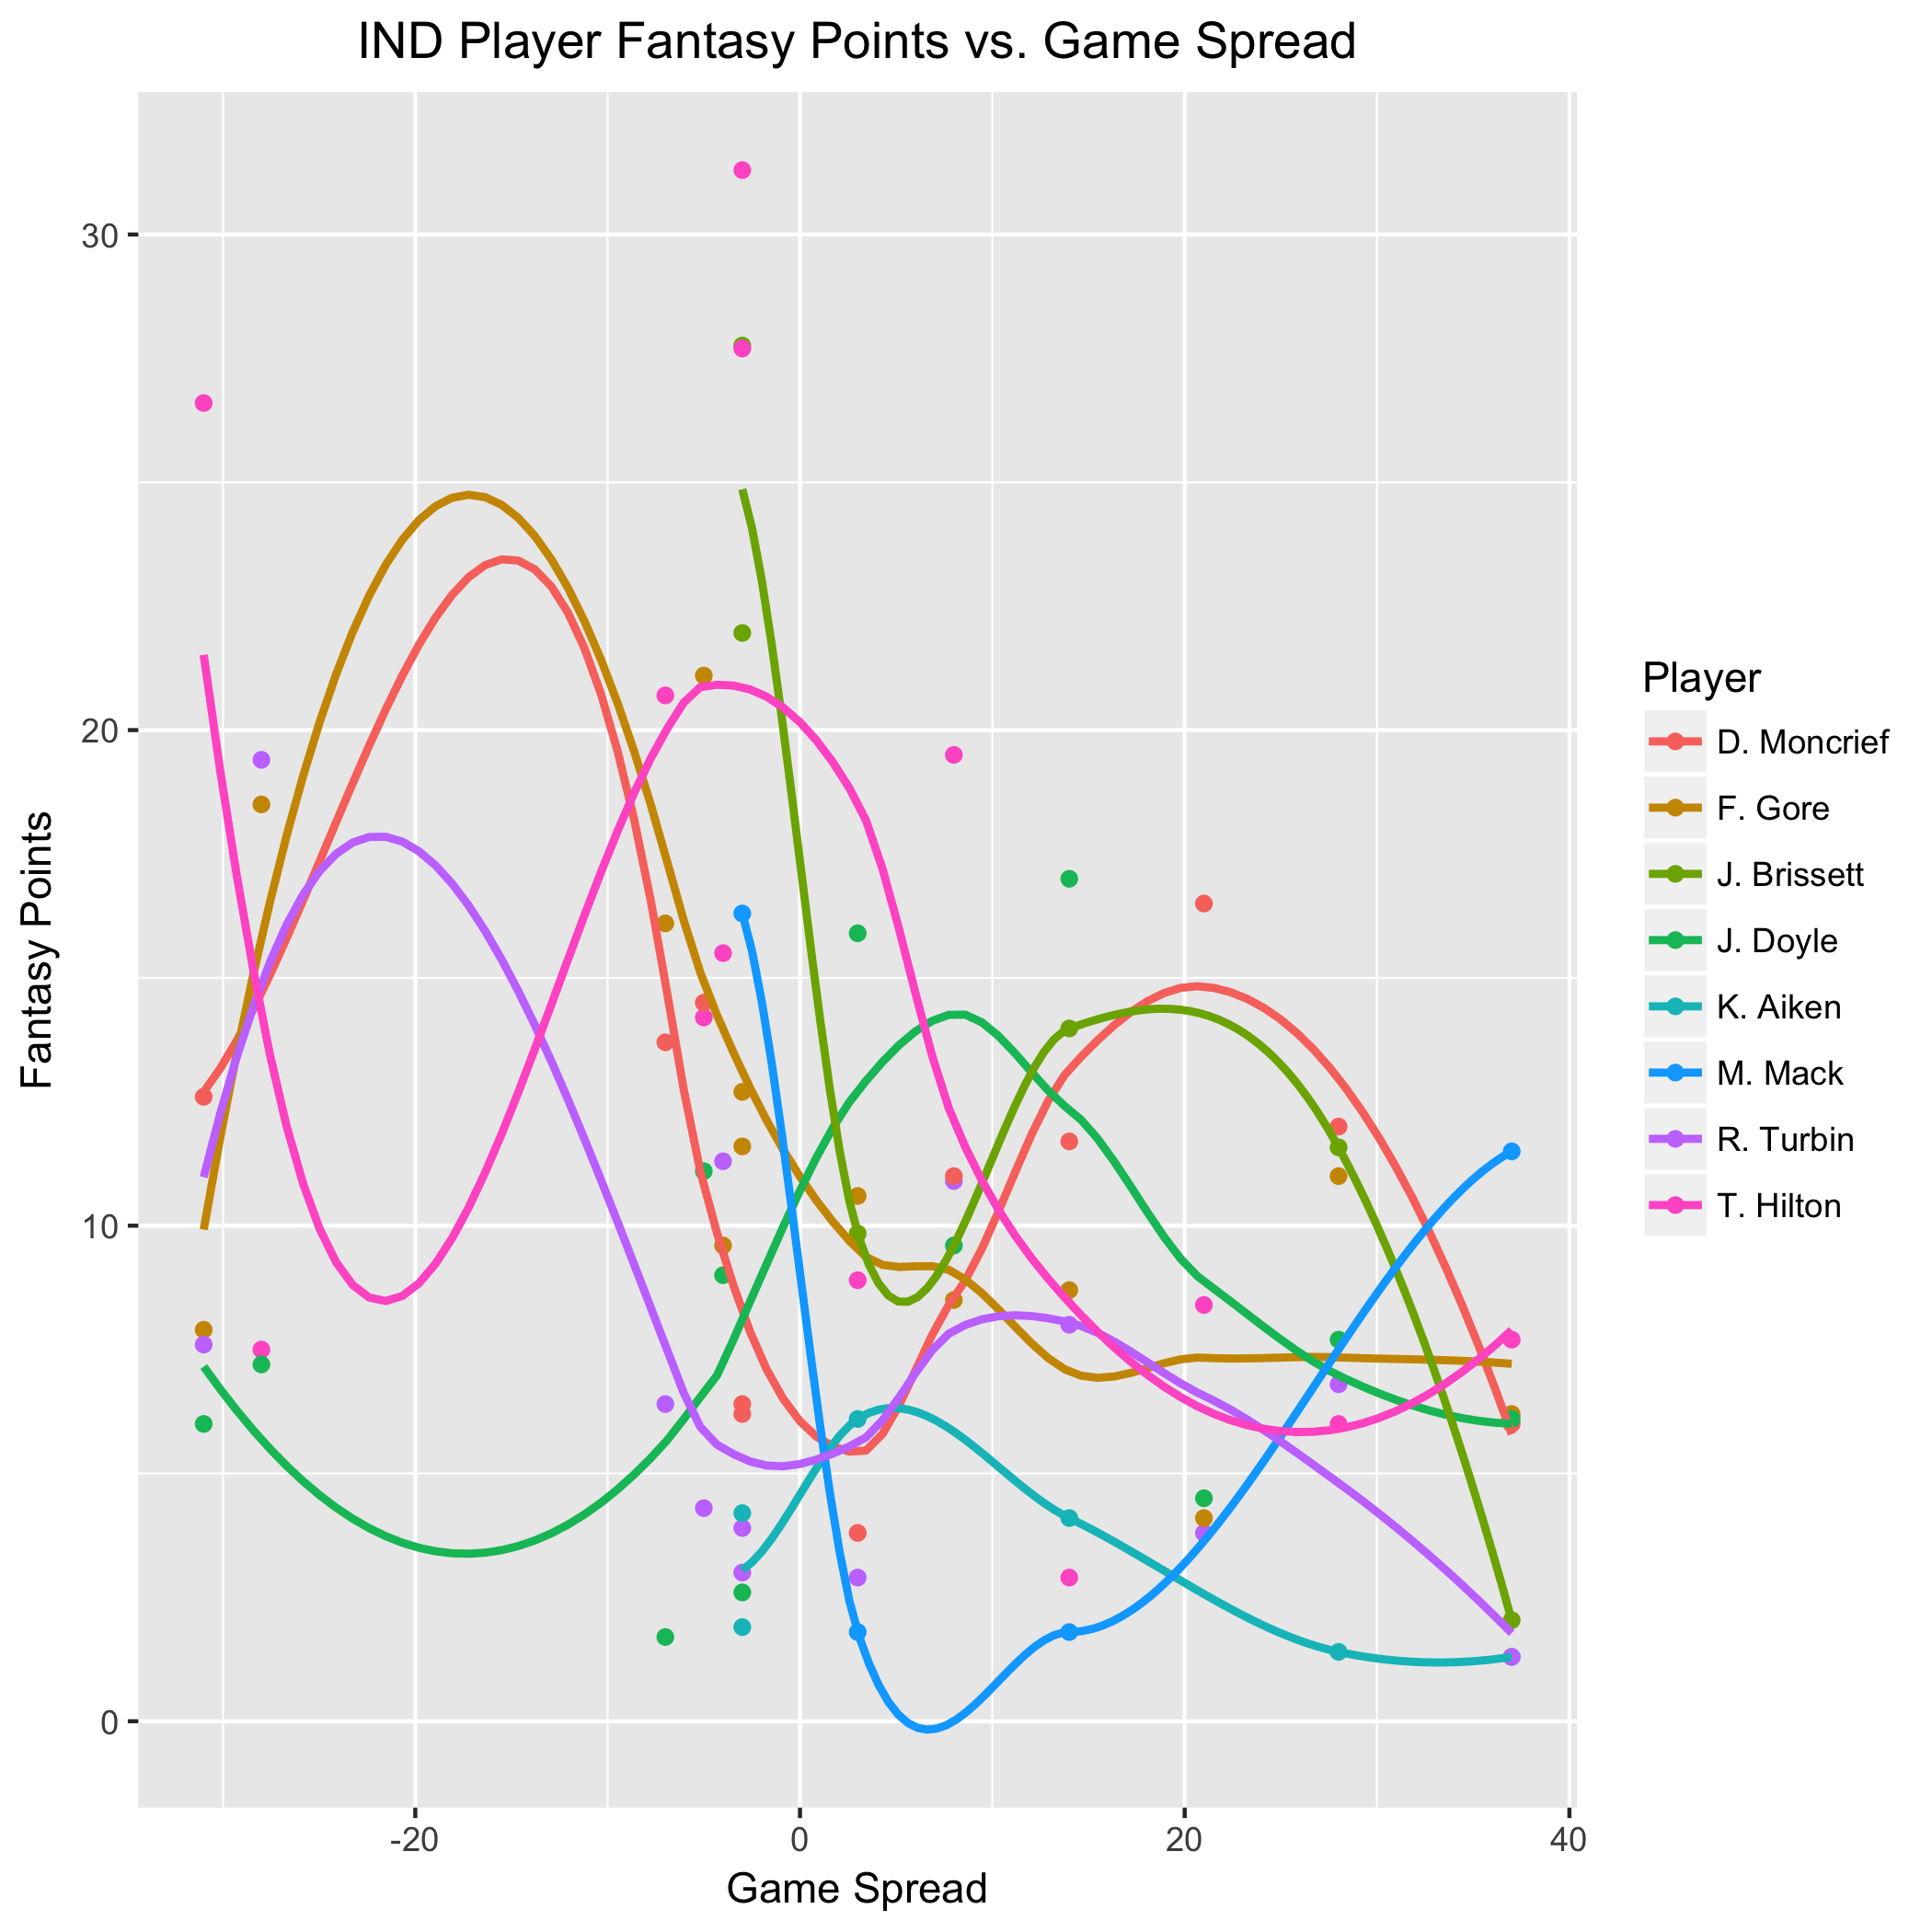 IND Player Fantasy Points vs. Game Spread
Fantasy Points
30
20
10
0
-20
0
20
40
Game Spread
Player
D. Moncrief
F. Gore
J. Brissett
J. Doyle
K. Aiken
M. Mack
R. Turbin
T. Hilton